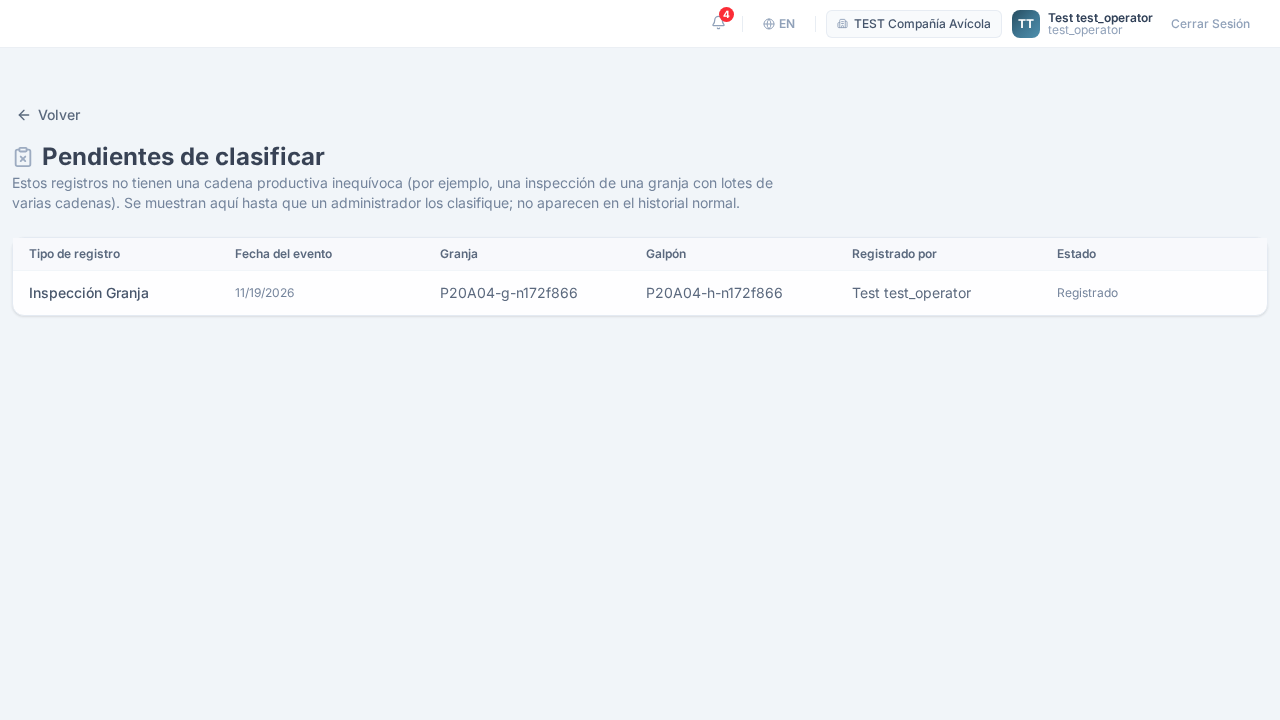 4
EN
TEST Compañía Avícola
TT
Test test_operator
test_operator
Cerrar Sesión
Volver
Pendientes de clasificar
Estos registros no tienen una cadena productiva inequívoca (por ejemplo, una inspección de una granja con lotes de
varias cadenas). Se muestran aquí hasta que un administrador los clasifique; no aparecen en el historial normal.
Tipo de registro Fecha del evento Granja Galpón Registrado por Estado
Inspección Granja 11/19/2026 P20A04-g-n172f866 P20A04-h-n172f866 Test test_operator Registrado